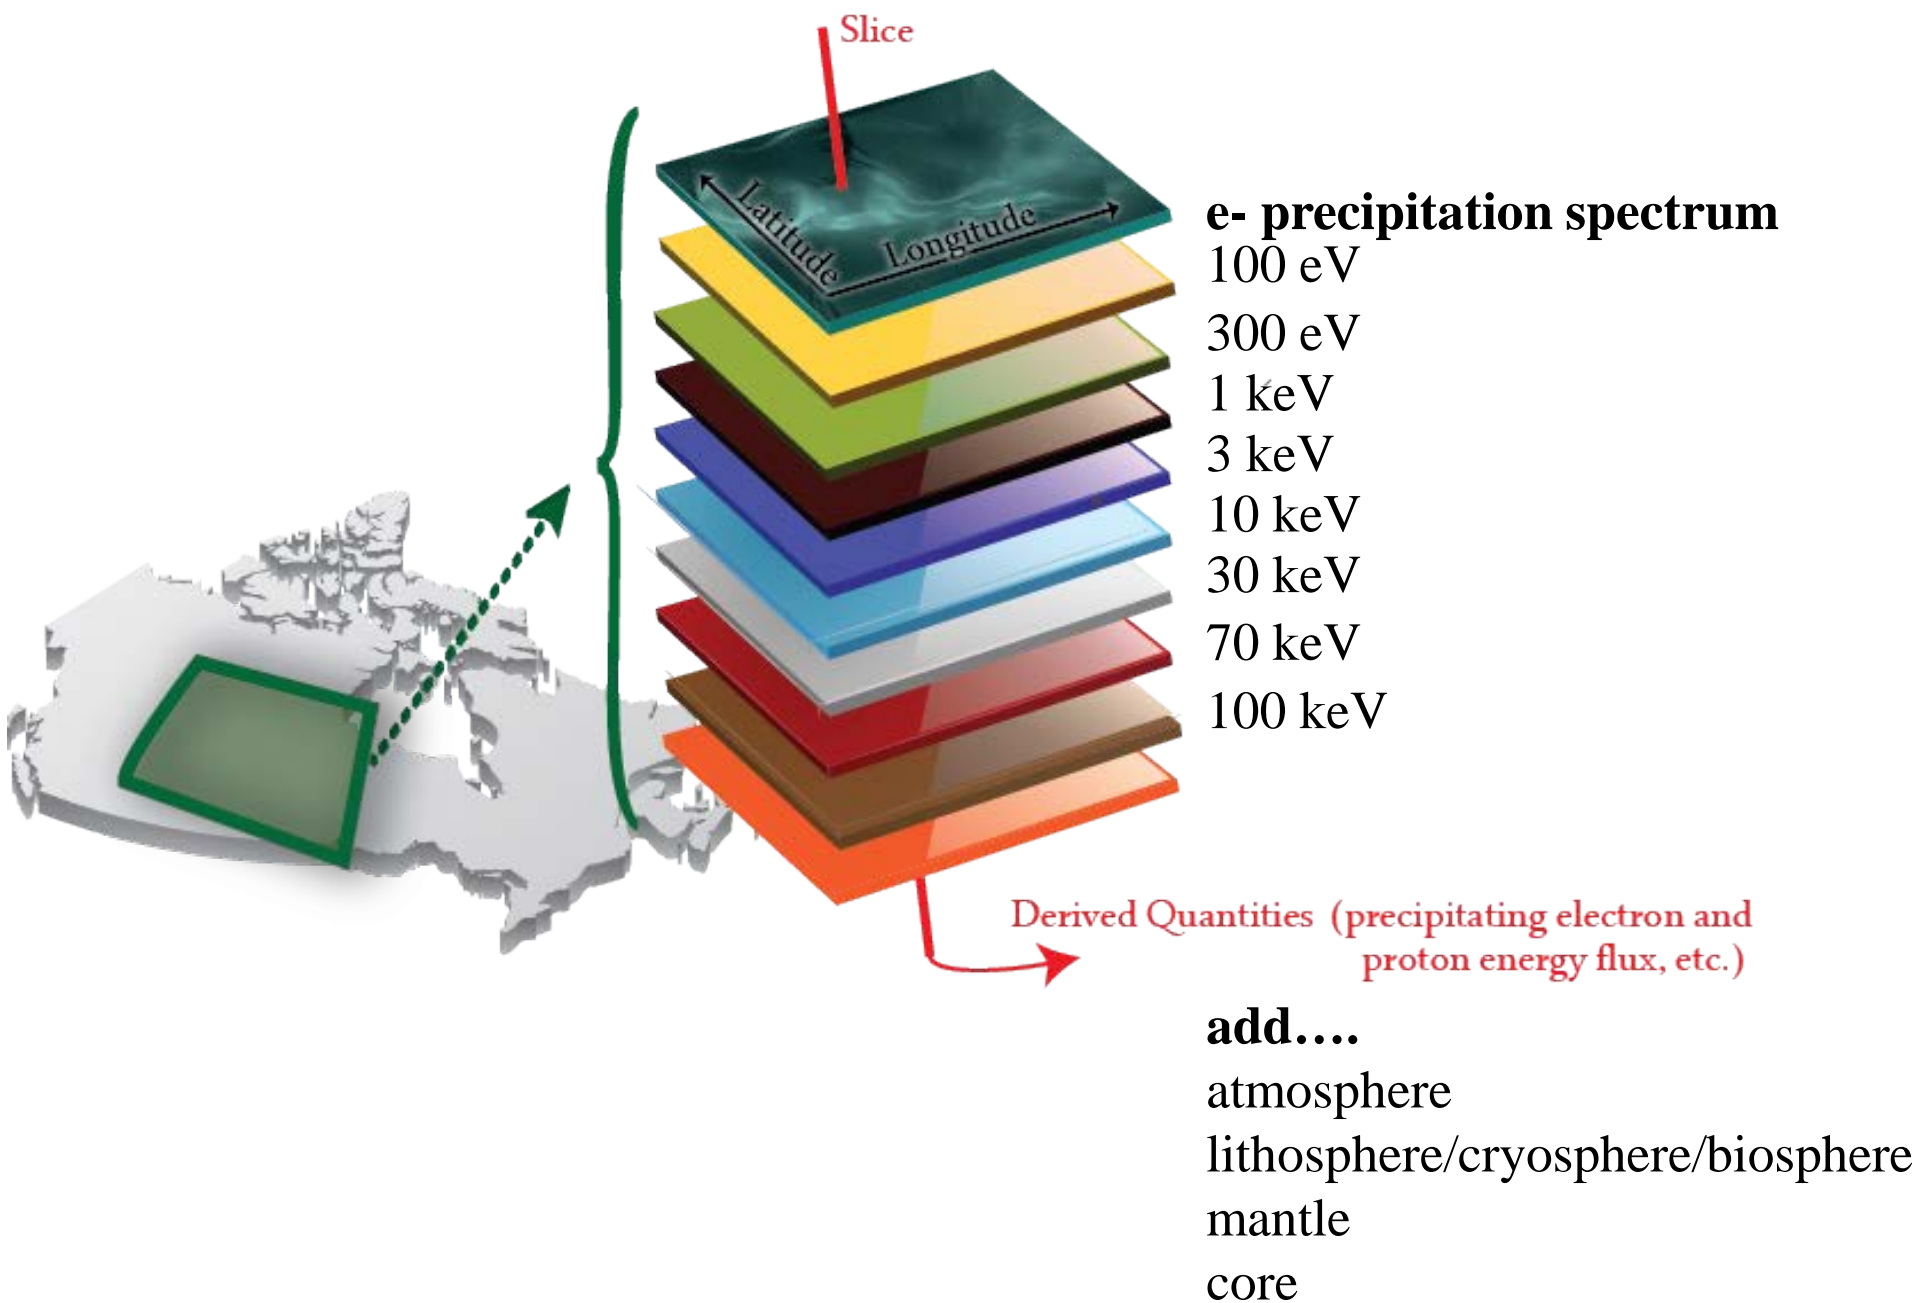 Slice
Latitude
Longitude
e- precipitation spectrum
100 eV
300 eV
1 keV
3 keV
10 keV
30 keV
70 keV
100 keV
Derived Quantities (precipitating electron and
proton energy flux, etc.)
add....
atmosphere
lithosphere/cryosphere/biosphere
mantle
core